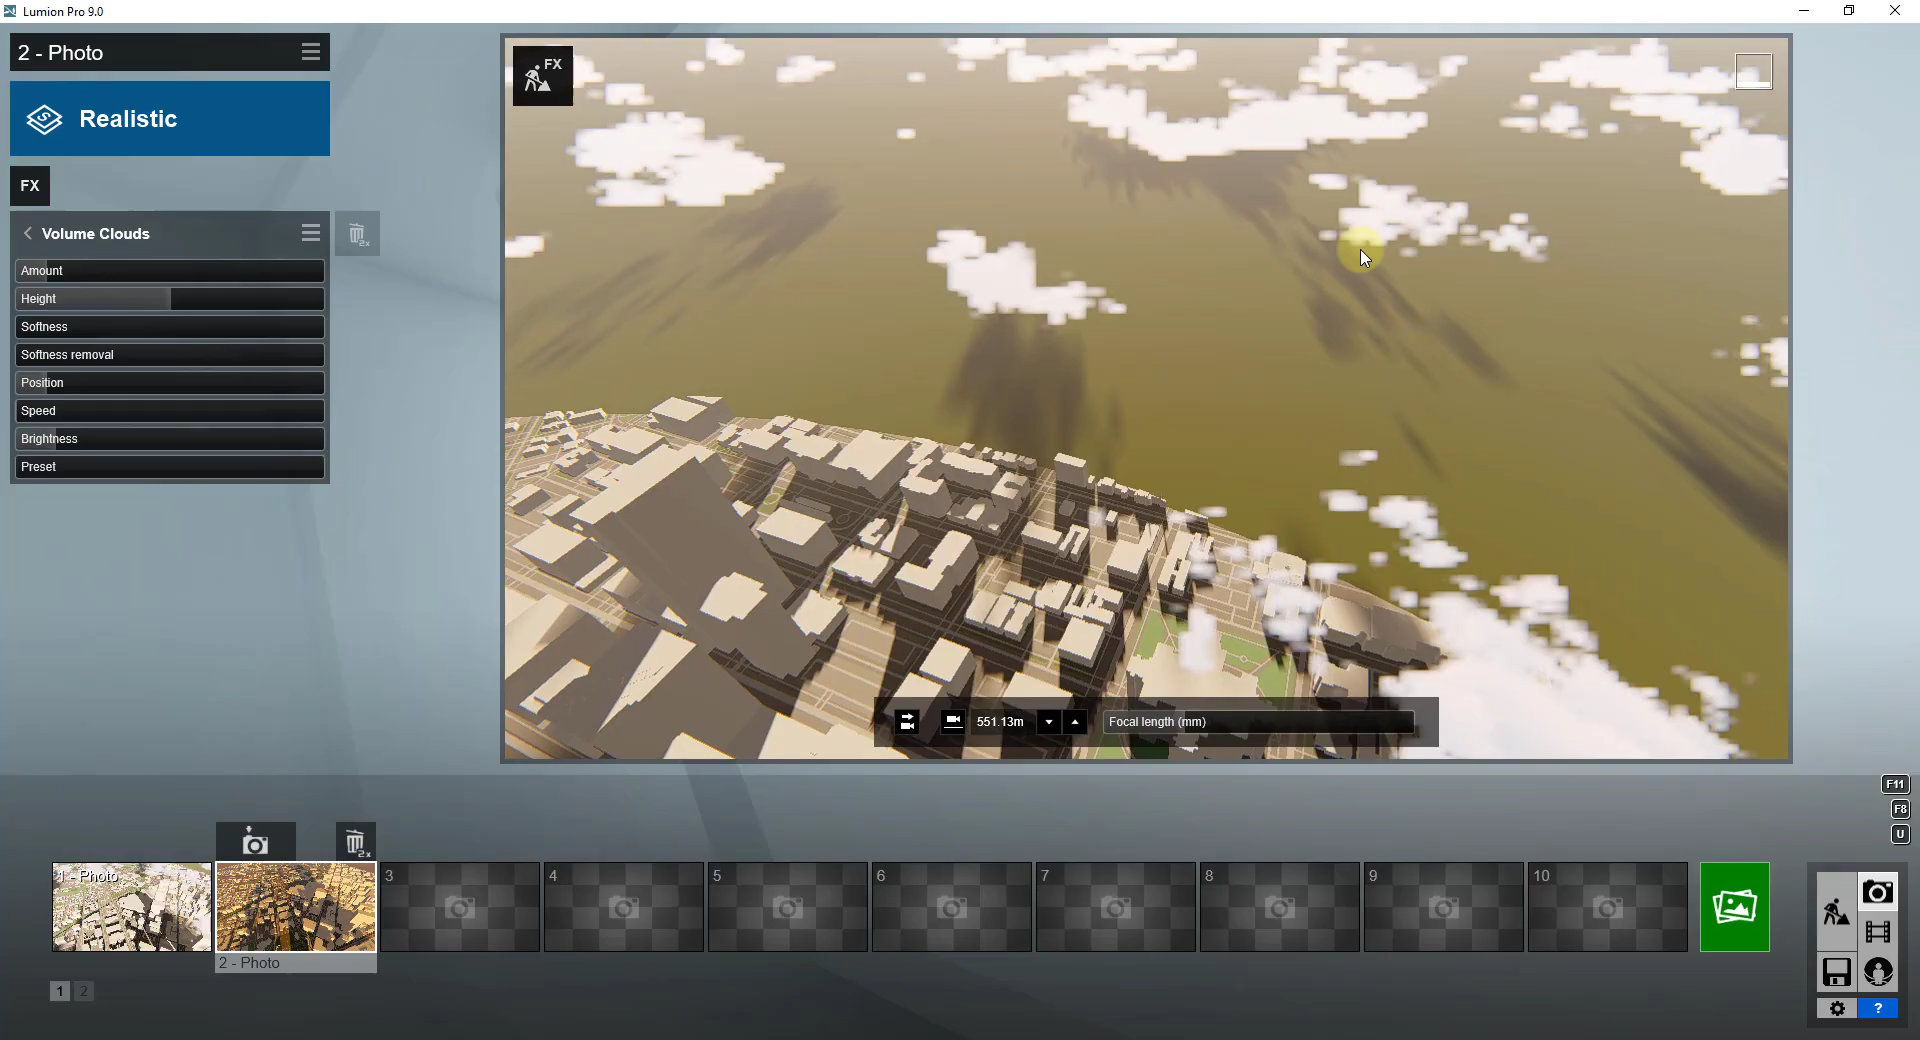 Lumion Pro 9.0
2 - Photo
Realistic
FX
FX
Volume Clouds
2x
Amount
Height
Softness
Softness removal
Position
Speed
Brightness
Preset
551.13m
Focal length (mm)
F11
F8
U
2x
1 - Photo
3
4
5
6
7
8
9
10
2 - Photo
1
2
?